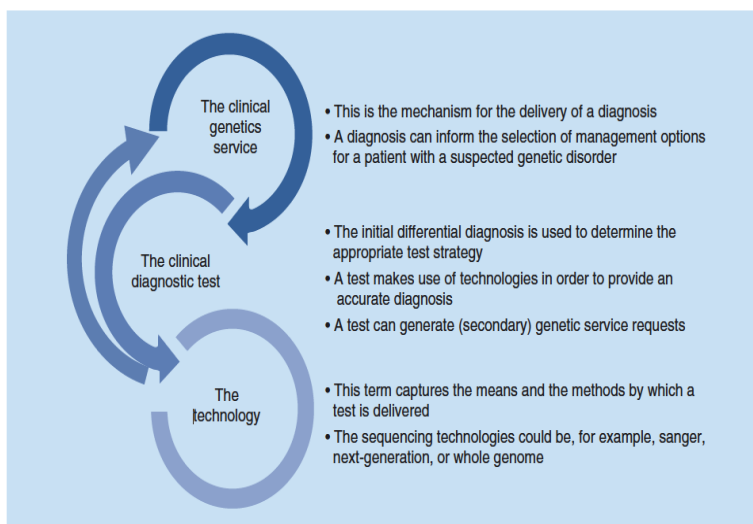 The clinical
genetics
service
• This is the mechanism for the delivery of a diagnosis
• A diagnosis can inform the selection of management options
for a patient with a suspected genetic disorder
The clinical
diagnostic test
• The initial differential diagnosis is used to determine the
appropriate test strategy
• A test makes use of technologies in order to provide an
accurate diagnosis
• A test can generate (secondary) genetic service requests
The
technology
• This term captures the means and the methods by which a
test is delivered
• The sequencing technologies could be, for example, sanger,
next-generation, or whole genome